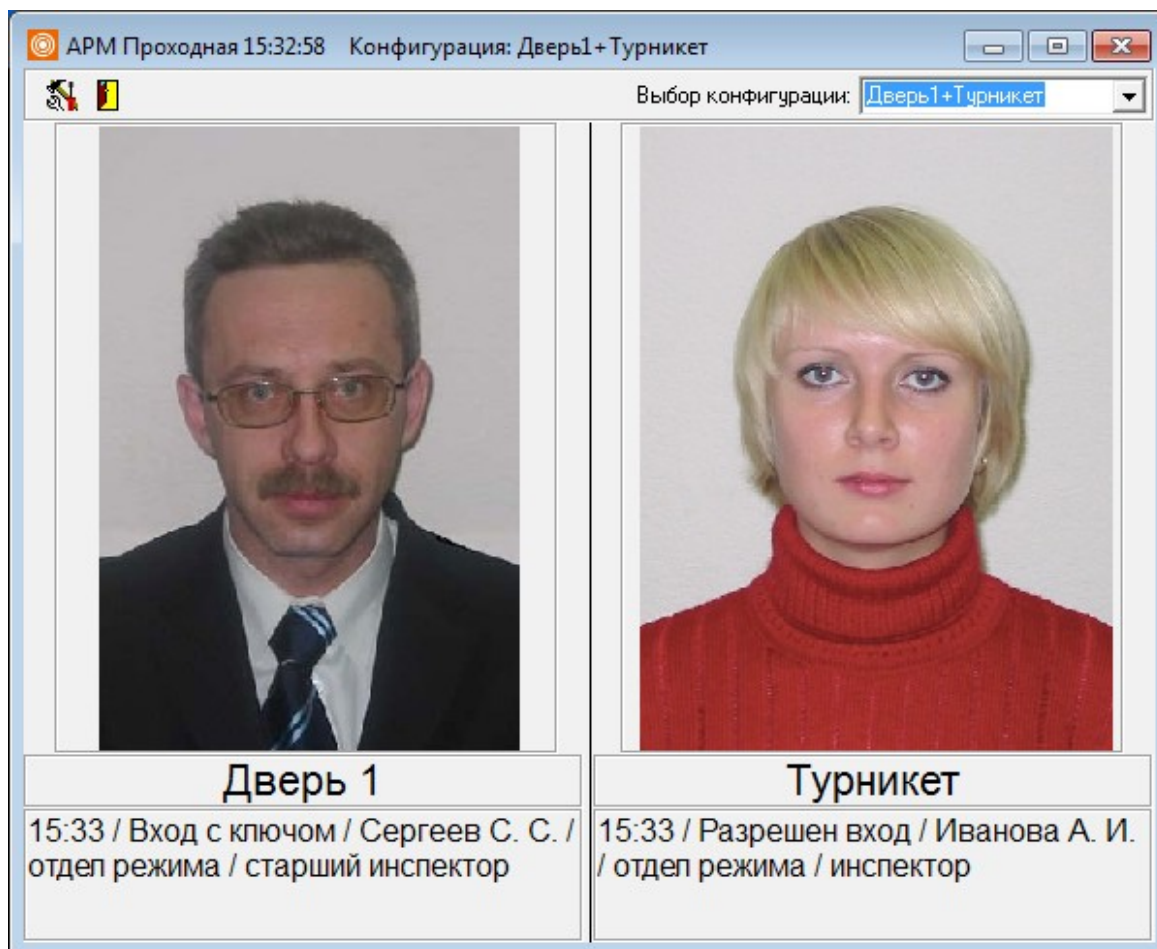 АРМ Проходная 15:32:58 Конфигурация: Дверь1+Турникет
Выбор конфигурации: Дверь1+Турникет
Дверь 1
15:33 / Вход с ключом / Сергеев С. С. /
отдел режима / старший инспектор
Турникет
15:33 / Разрешен вход / Иванова А. И.
/ отдел режима / инспектор